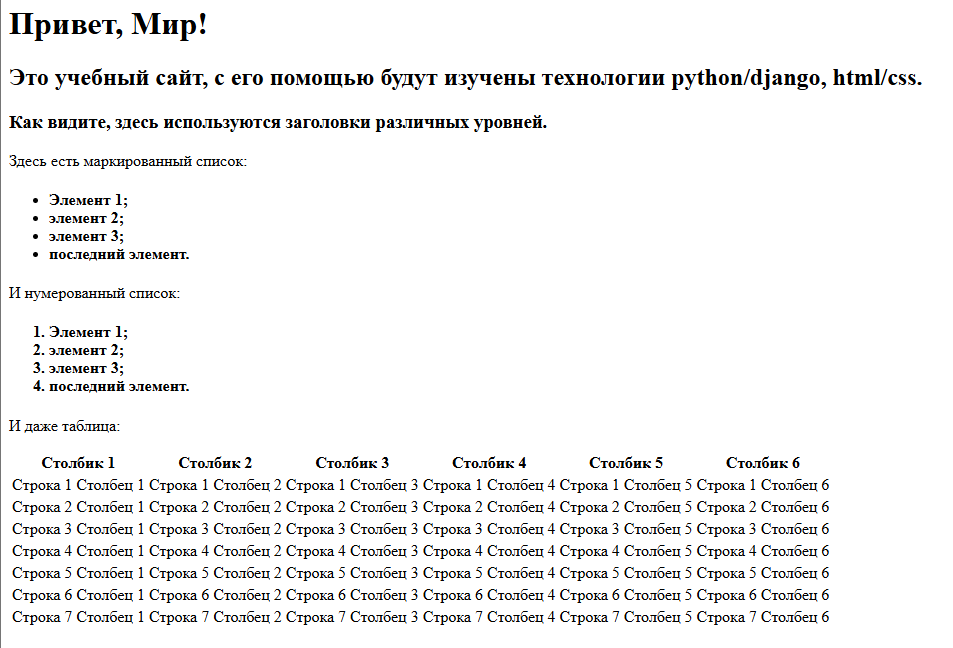 Привет, Мир!
Это учебный сайт, с его помощью будут изучены технологии python/django, html/css.
Как видите, здесь используются заголовки различных уровней.
Здесь есть маркированный список:
• Элемент 1;
• элемент 2;
• элемент 3;
• последний элемент.
И нумерованный список:
1. Элемент 1;
2. элемент 2;
3. элемент 3;
4. последний элемент.
И даже таблица:
Столбик 1 Столбик 2 Столбик 3 Столбик 4 Столбик 5 Столбик 6
Строка 1 Столбец 1 Строка 1 Столбец 2 Строка 1 Столбец 3 Строка 1 Столбец 4 Строка 1 Столбец 5 Строка 1 Столбец 6
Строка 2 Столбец 1 Строка 2 Столбец 2 Строка 2 Столбец 3 Строка 2 Столбец 4 Строка 2 Столбец 5 Строка 2 Столбец 6
Строка 3 Столбец 1 Строка 3 Столбец 2 Строка 3 Столбец 3 Строка 3 Столбец 4 Строка 3 Столбец 5 Строка 3 Столбец 6
Строка 4 Столбец 1 Строка 4 Столбец 2 Строка 4 Столбец 3 Строка 4 Столбец 4 Строка 4 Столбец 5 Строка 4 Столбец 6
Строка 5 Столбец 1 Строка 5 Столбец 2 Строка 5 Столбец 3 Строка 5 Столбец 4 Строка 5 Столбец 5 Строка 5 Столбец 6
Строка 6 Столбец 1 Строка 6 Столбец 2 Строка 6 Столбец 3 Строка 6 Столбец 4 Строка 6 Столбец 5 Строка 6 Столбец 6
Строка 7 Столбец 1 Строка 7 Столбец 2 Строка 7 Столбец 3 Строка 7 Столбец 4 Строка 7 Столбец 5 Строка 7 Столбец 6